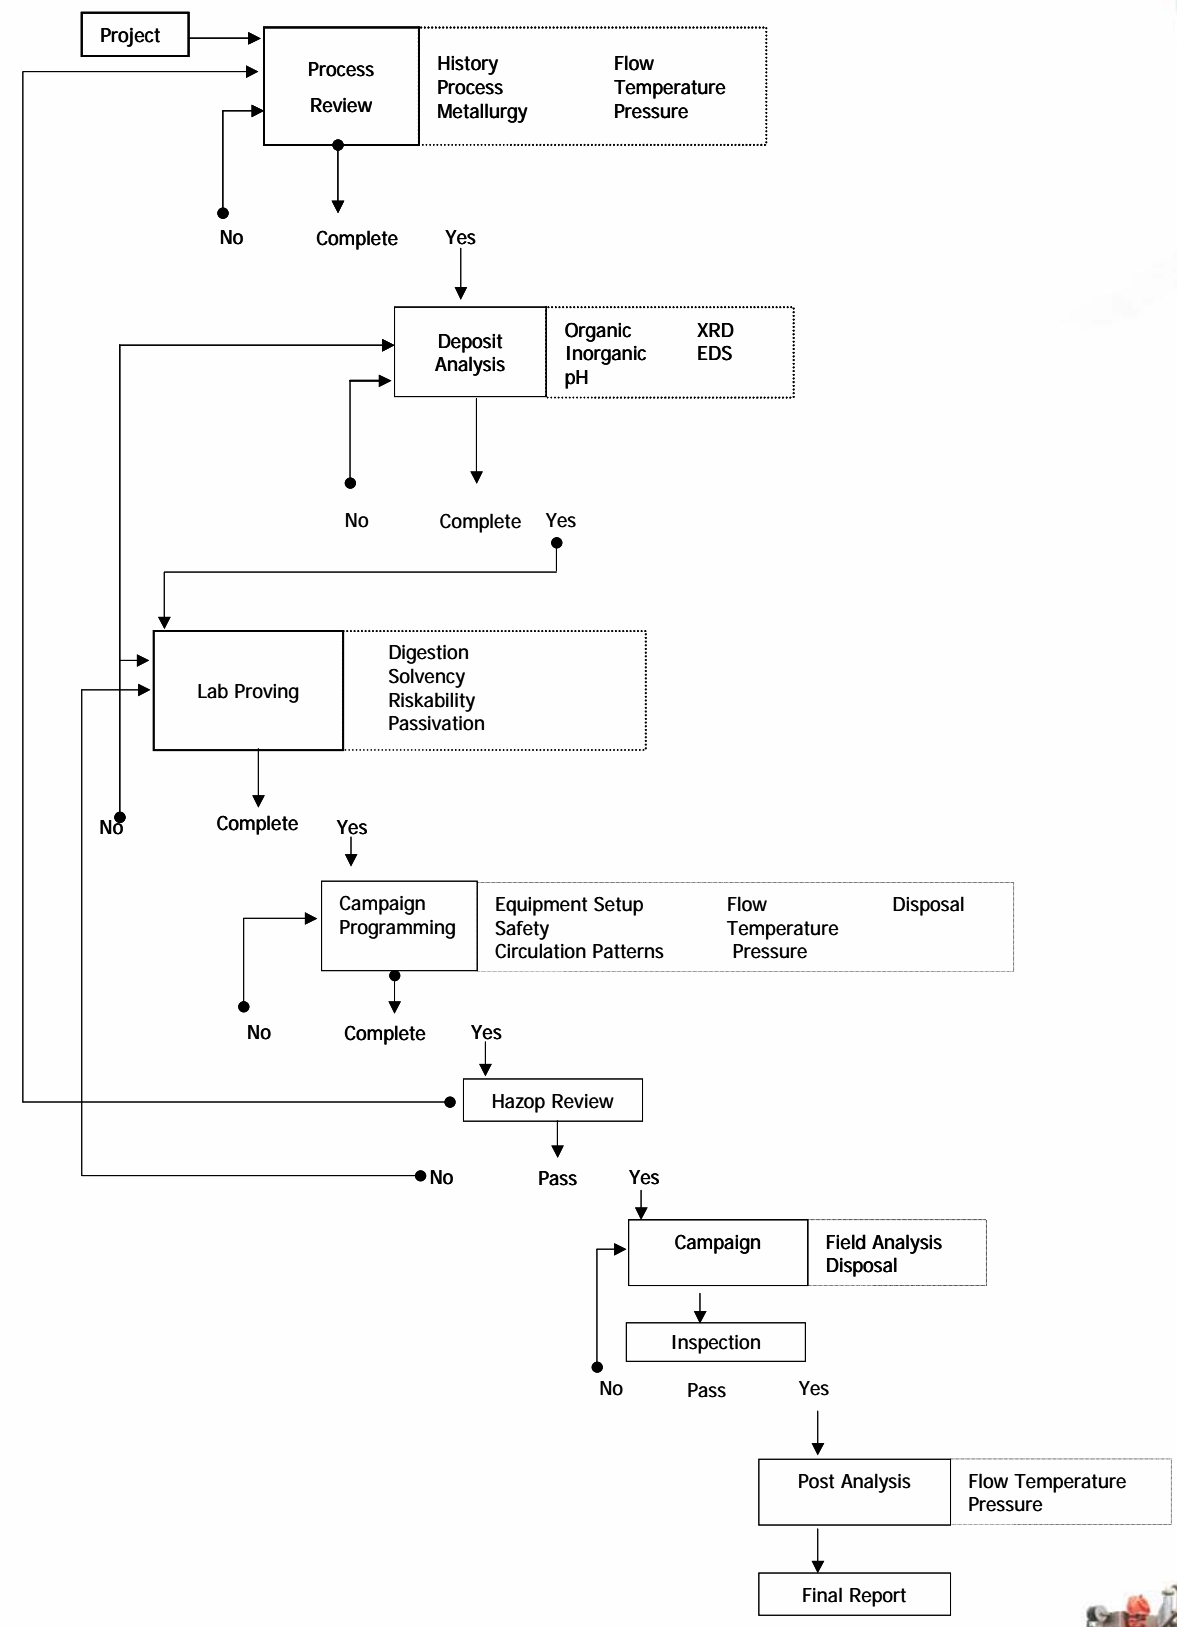 Project
Process
Review
History Flow
Process Temperature
Metallurgy Pressure
No Complete Yes
Deposit
Analysis
Organic XRD
Inorganic EDS
pH
No Complete Yes
Lab Proving
Digestion
Solvency
Riskability
Passivation
No Complete Yes
Campaign
Programming
Equipment Setup Flow Disposal
Safety Temperature
Circulation Patterns Pressure
No Complete Yes
Hazop Review
No Pass Yes
Campaign
Field Analysis
Disposal
Inspection
No Pass Yes
Post Analysis
Flow Temperature
Pressure
Final Report